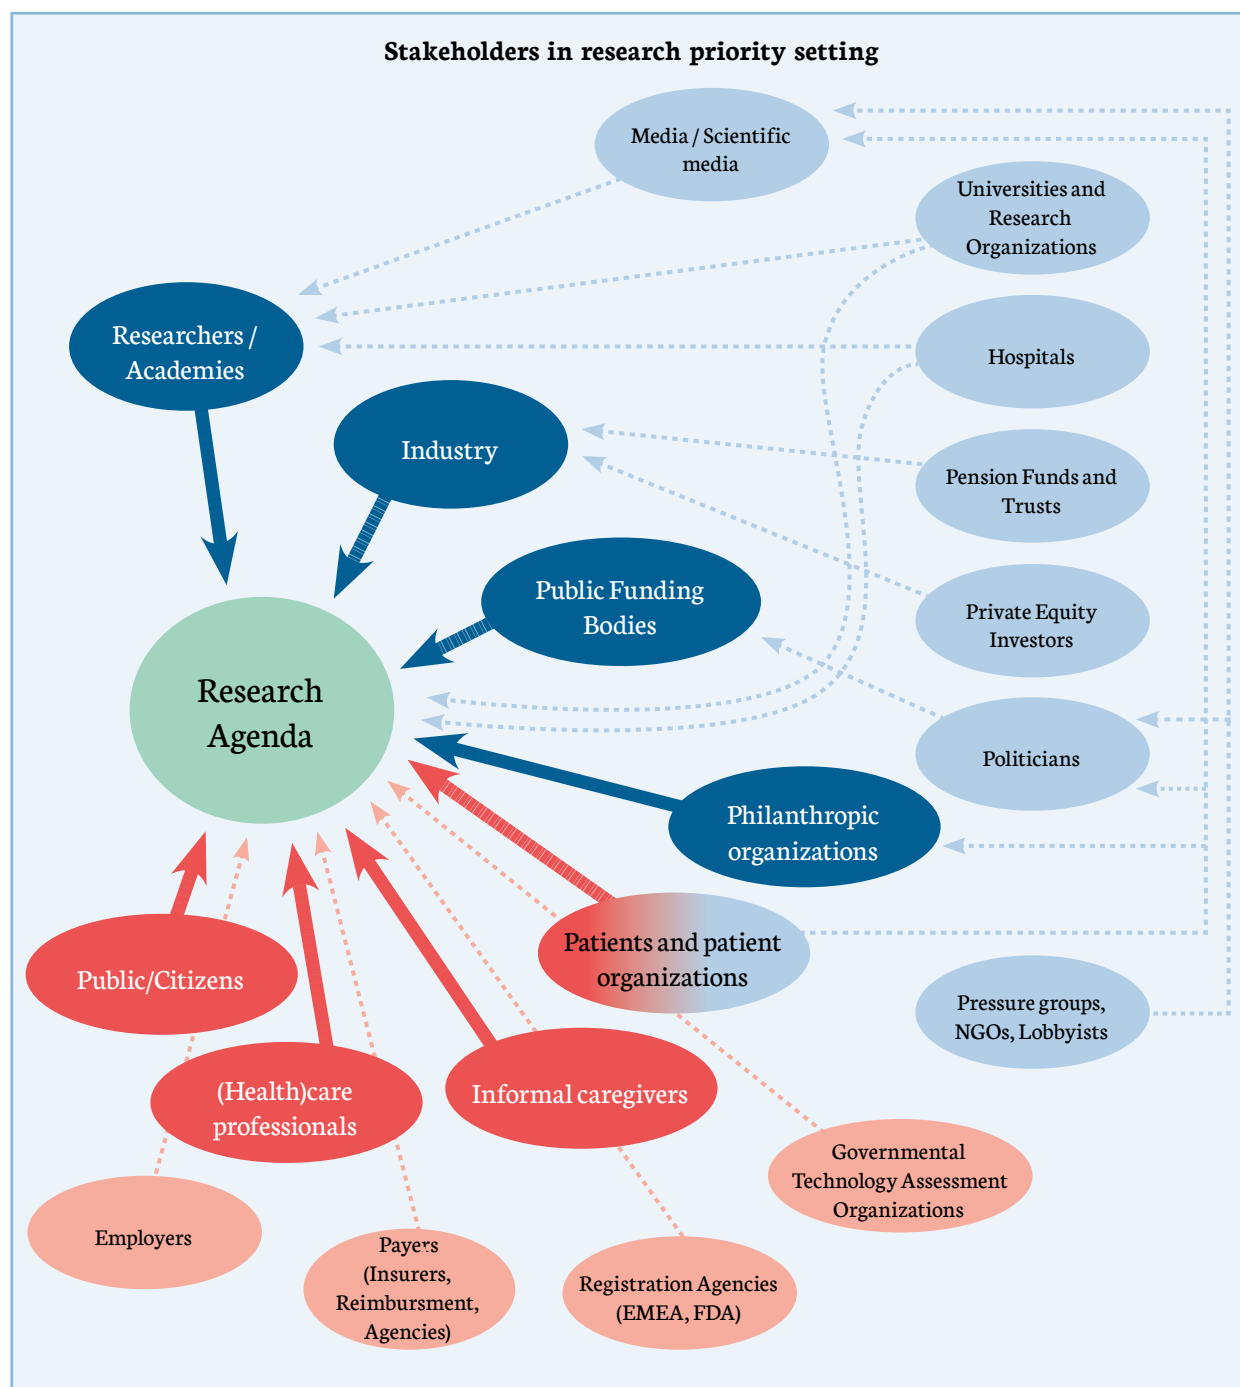 Stakeholders in research priority setting
Media / Scientific
media
Universities and
Research
Organizations
Researchers /
Academies
Hospitals
Industry
Pension Funds and
Trusts
Public Funding
Bodies
Private Equity
Investors
Research
Agenda
Politicians
Philanthropic
organizations
Patients and patient
organizations
Public/Citizens
Pressure groups,
NGOs, Lobbyists
(Health)care
professionals
Informal caregivers
Governmental
Technology Assessment
Organizations
Employers
Payers
(Insurers,
Reimbursment,
Agencies)
Registration Agencies
(EMEA, FDA)